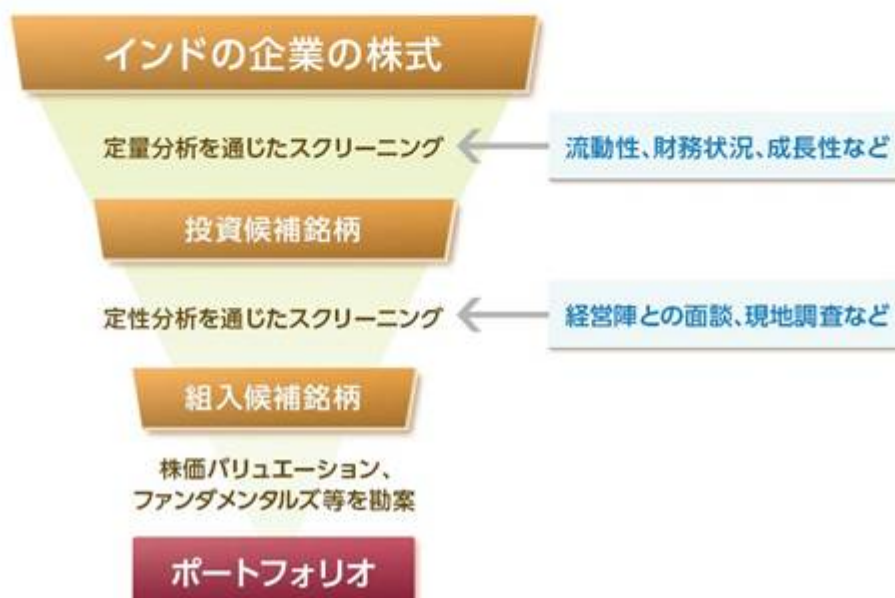 インドの企業の株式
定量分析を通じたスクリーニング
流動性、財務状況、成長性など
投資候補銘柄
定性分析を通じたスクリーニング
経営陣との面談、現地調査など
組入候補銘柄
株価バリュエーション、
ファンダメンタルズ等を勘案
ポートフォリオ